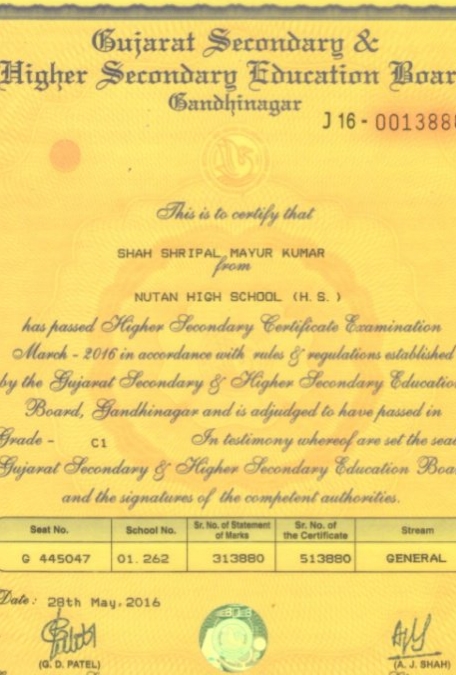 Gujarat Secondary &
Higher Secondary Education Boar
Gandhinagar
J 16 - 001388
This is to certify that
SHAH SHRIPAL MAYUR KUMAR
from
NUTAN HIGH SCHOOL (H. S. )
has passed Higher Secondary Certificate Examination
March - 2016 in accordance with rules & regulations established
by the Gujarat Secondary & Higher Secondary Educatio
Board, Gandhinagar and is adjudged to have passed in
Grade - C1 In testimony whereof are set the sea
Gujarat Secondary & Higher Secondary Education Boa
and the signatures of the competent authorities.
Seat No. School No. Sr. No. of Statement of Marks Sr. No. of the Certificate Stream
G 445047 01.262 313880 513880 GENERAL
Date: 28th May, 2016
(G. D. PATEL) (A. J. SHAH)